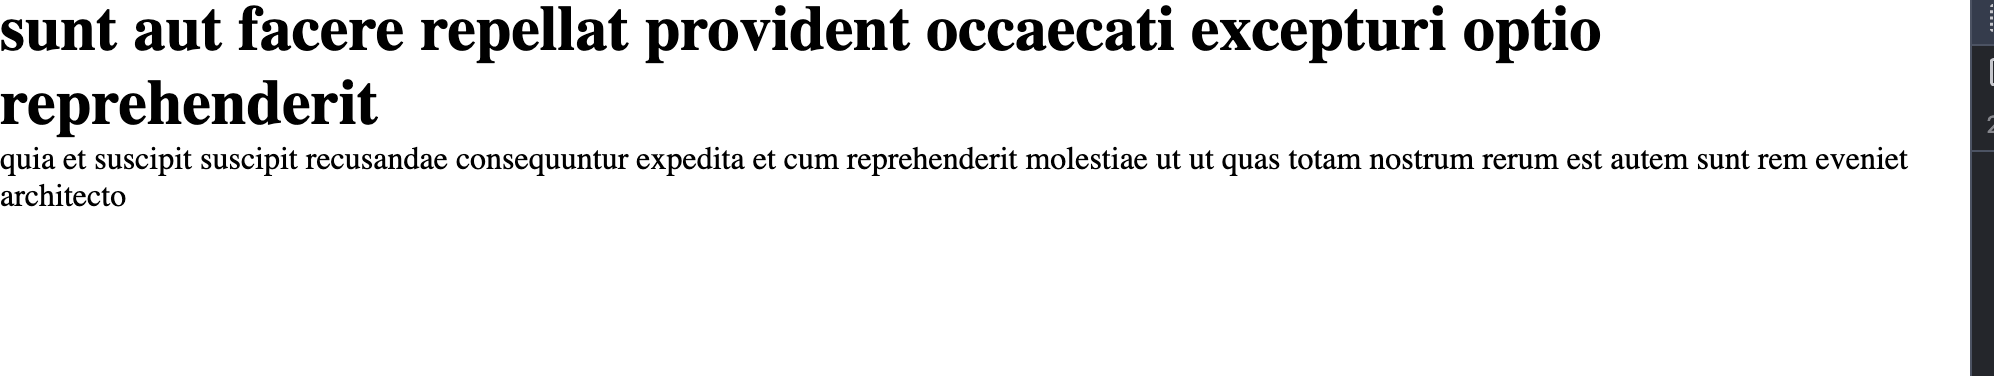 sunt aut facere repellat provident occaecati excepturi optio
reprehenderit
quia et suscipit suscipit recusandae consequuntur expedita et cum reprehenderit molestiae ut ut quas totam nostrum rerum est autem sunt rem eveniet
architecto